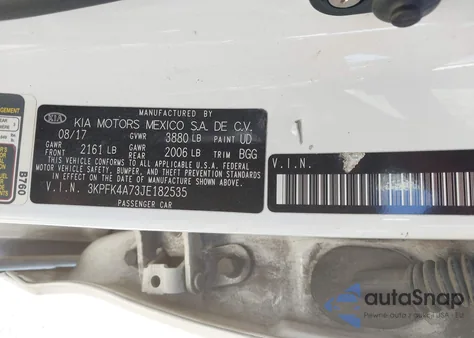 MANUFACTURED BY
KIA KIA MOTORS MEXICO S.A. DE C.V.
08/17 GVWR 3880 LB PAINT UD
GAWR FRONT 2161 LB GAWR REAR 2006 LB TRIM BGG
THIS VEHICLE CONFORMS TO ALL APPLICABLE U.S.A. FEDERAL
MOTOR VEHICLE SAFETY, BUMPER, AND THEFT PREVENTION
STANDARDS IN EFFECT ON THE DATE OF MANUFACTURE SHOWN ABOVE.
V.I.N. 3KPFK4A73JE182535
PASSENGER CAR
B760
V.I.N.
autoSnap